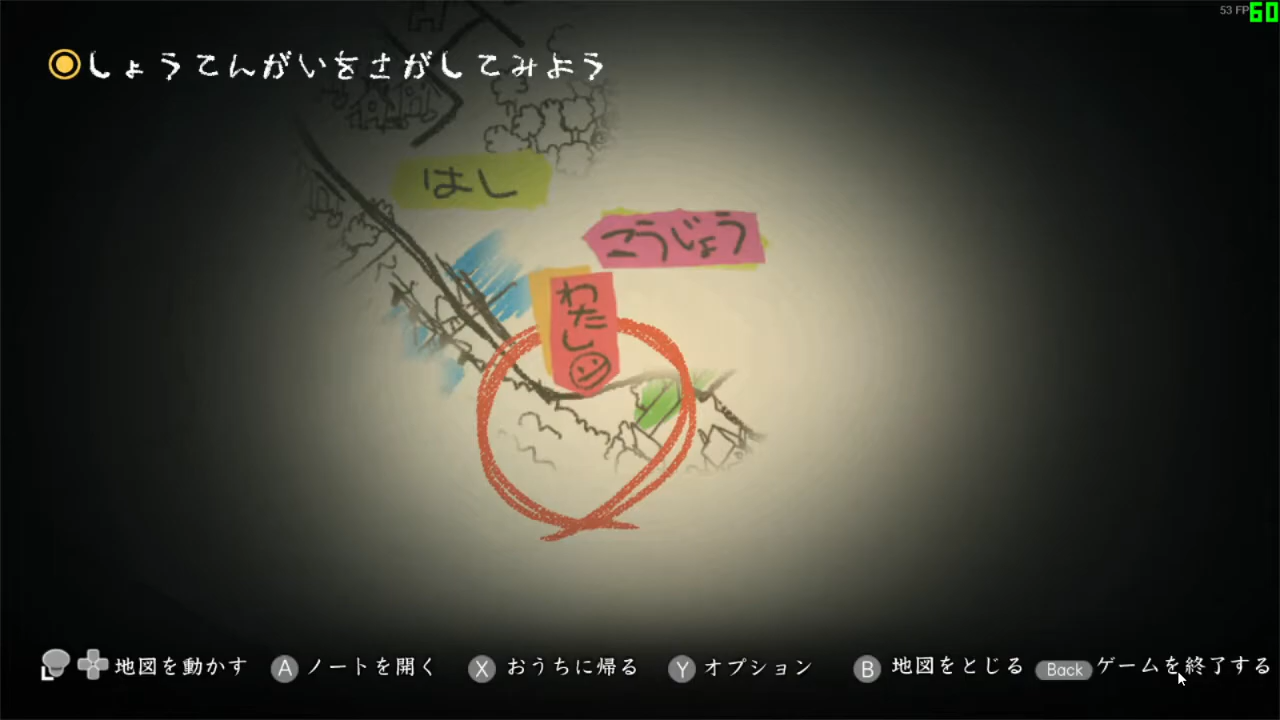 53 FP
60
しょうてんがいをさがしてみよう
はし
こうじょう
わたし
L 地図を動かす A ノートを開く X おうちに帰る Y オプション B 地図をとじる Back ゲームを終了する